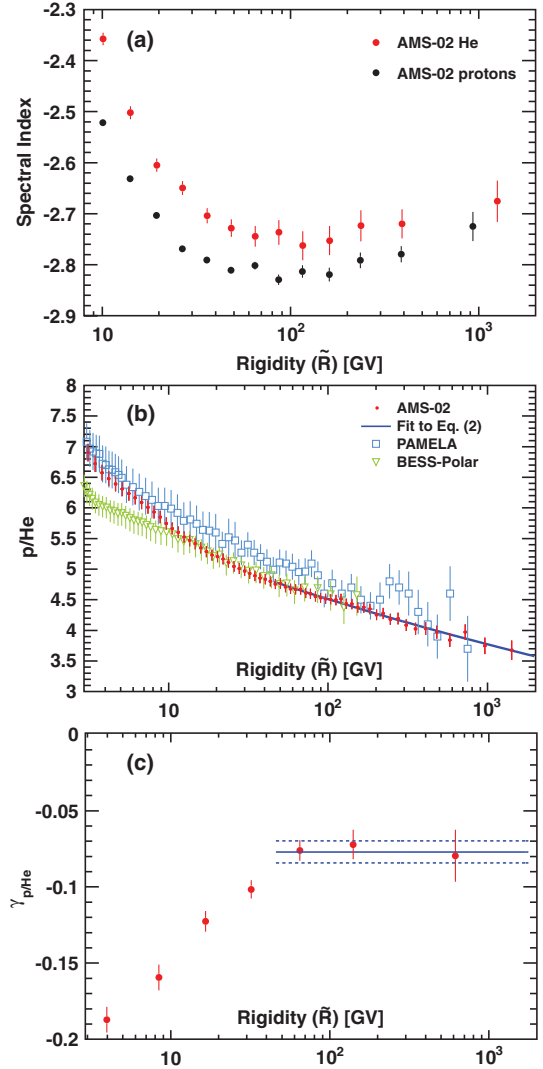 (a)
AMS-02 He
AMS-02 protons
Spectral Index
-2.3
-2.4
-2.5
-2.6
-2.7
-2.8
-2.9
10
10²
10³
Rigidity (R̃) [GV]
(b)
AMS-02
Fit to Eq. (2)
PAMELA
BESS-Polar
p/He
8
7.5
7
6.5
6
5.5
5
4.5
4
3.5
3
Rigidity (R̃) [GV]
10
10²
10³
(c)
γp/He
0
-0.05
-0.1
-0.15
-0.2
Rigidity (R̃) [GV]
10
10²
10³